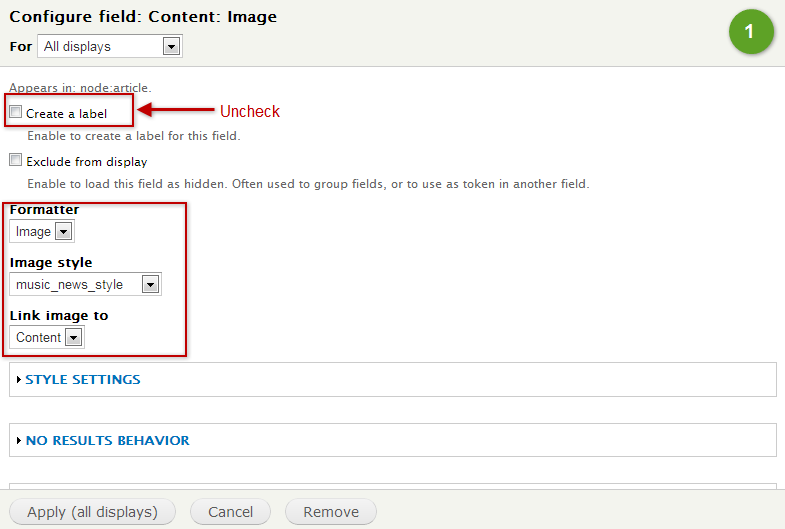 Configure field: Content: Image
For All displays
1
Appears in: node:article.
Create a label
Uncheck
Enable to create a label for this field.
Exclude from display
Enable to load this field as hidden. Often used to group fields, or to use as token in another field.
Formatter
Image
Image style
music_news_style
Link image to
Content
STYLE SETTINGS
NO RESULTS BEHAVIOR
Apply (all displays) Cancel Remove